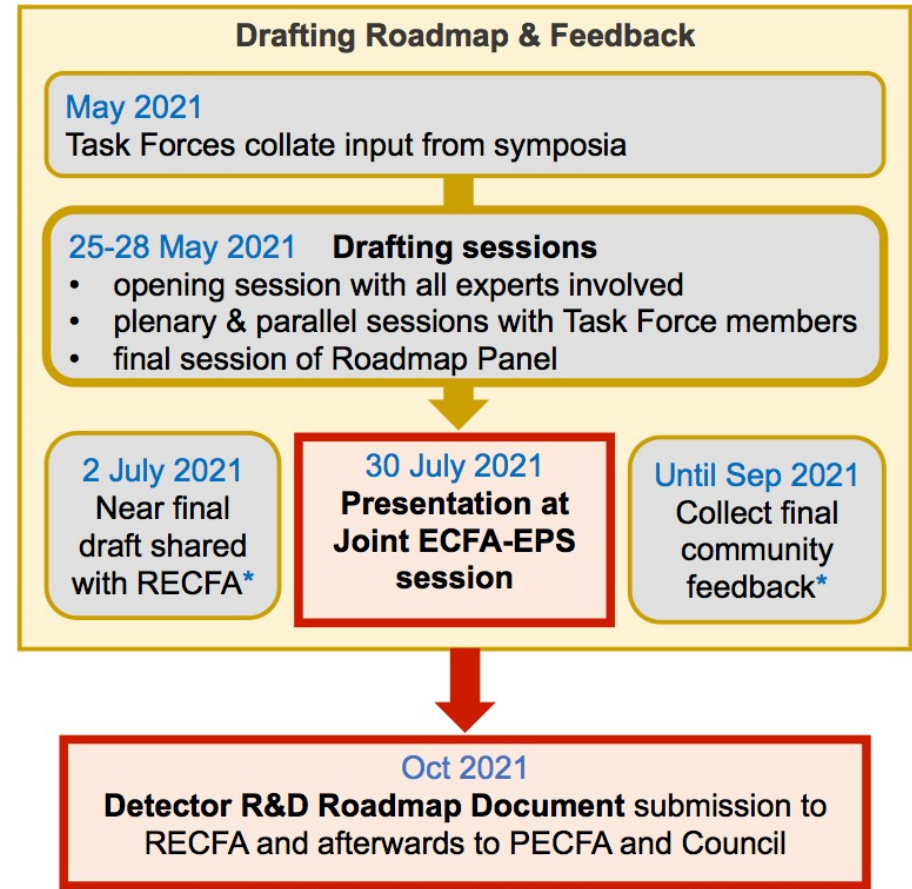 Drafting Roadmap & Feedback
May 2021
Task Forces collate input from symposia
25-28 May 2021 Drafting sessions
• opening session with all experts involved
• plenary & parallel sessions with Task Force members
• final session of Roadmap Panel
2 July 2021
Near final
draft shared
with RECFA*
30 July 2021
Presentation at
Joint ECFA-EPS
session
Until Sep 2021
Collect final
community
feedback*
Oct 2021
Detector R&D Roadmap Document submission to
RECFA and afterwards to PECFA and Council